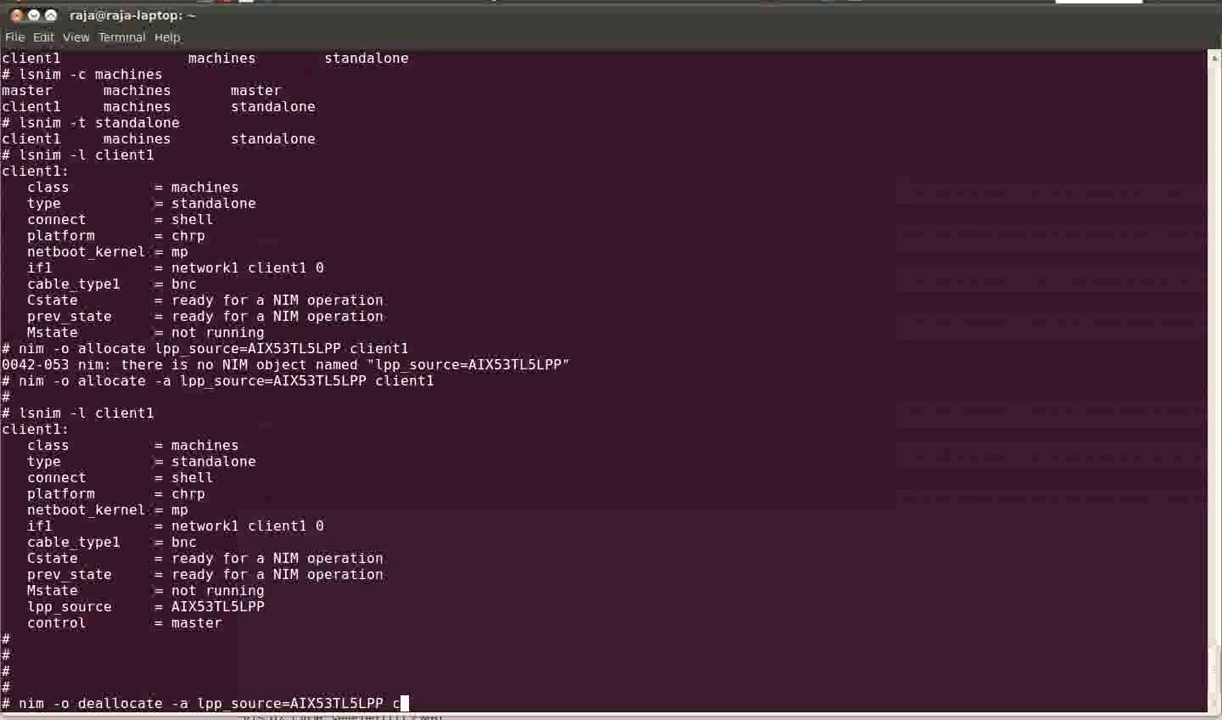 raja@raja-laptop: ~
File Edit View Terminal Help
client1 machines standalone
# lsnim -c machines
master machines master
client1 machines standalone
# lsnim -t standalone
client1 machines standalone
# lsnim -l client1
client1:
class = machines
type = standalone
connect = shell
platform = chrp
netboot_kernel = mp
if1 = network1 client1 0
cable_type1 = bnc
Cstate = ready for a NIM operation
prev_state = ready for a NIM operation
Mstate = not running
# nim -o allocate lpp_source=AIX53TL5LPP client1
0042-053 nim: there is no NIM object named "lpp_source=AIX53TL5LPP"
# nim -o allocate -a lpp_source=AIX53TL5LPP client1
#
# lsnim -l client1
client1:
class = machines
type = standalone
connect = shell
platform = chrp
netboot_kernel = mp
if1 = network1 client1 0
cable_type1 = bnc
Cstate = ready for a NIM operation
prev_state = ready for a NIM operation
Mstate = not running
lpp_source = AIX53TL5LPP
control = master
#
#
#
#
# nim -o deallocate -a lpp_source=AIX53TL5LPP c